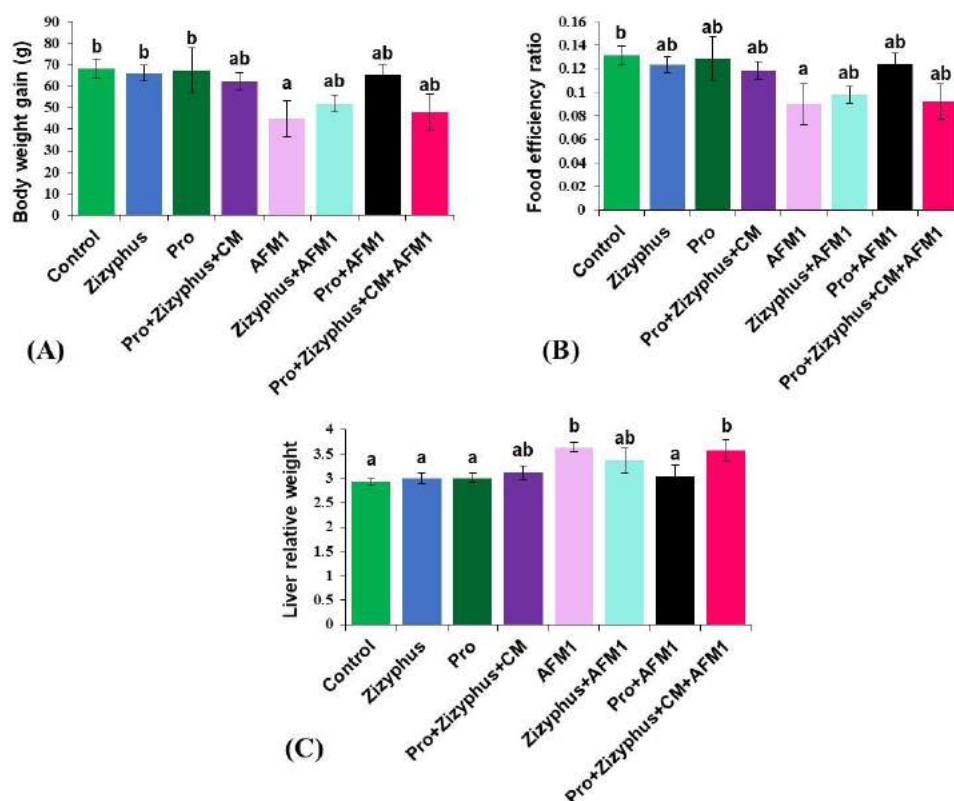 Body weight gain (g)
90
80
70
60
50
40
30
20
10
0
b
b
b
ab
a
ab
ab
ab
Control
Zizyphus
Pro
Pro+Zizyphus+CM
AFM1
Zizyphus+AFM1
Pro+AFM1
Pro+Zizyphus+CM+AFM1
(A)
Food efficiency ratio
0.16
0.14
0.12
0.1
0.08
0.06
0.04
0.02
0
b
ab
ab
ab
a
ab
ab
ab
Control
Zizyphus
Pro
Pro+Zizyphus+CM
AFM1
Zizyphus+AFM1
Pro+AFM1
Pro+Zizyphus+CM+AFM1
(B)
Liver relative weight
4
3.5
3
2.5
2
1.5
1
0.5
0
a
a
a
ab
b
ab
a
b
Control
Zizyphus
Pro
Pro+Zizyphus+CM
AFM1
Zizyphus+AFM1
Pro+AFM1
Pro+Zizyphus+CM+AFM1
(C)